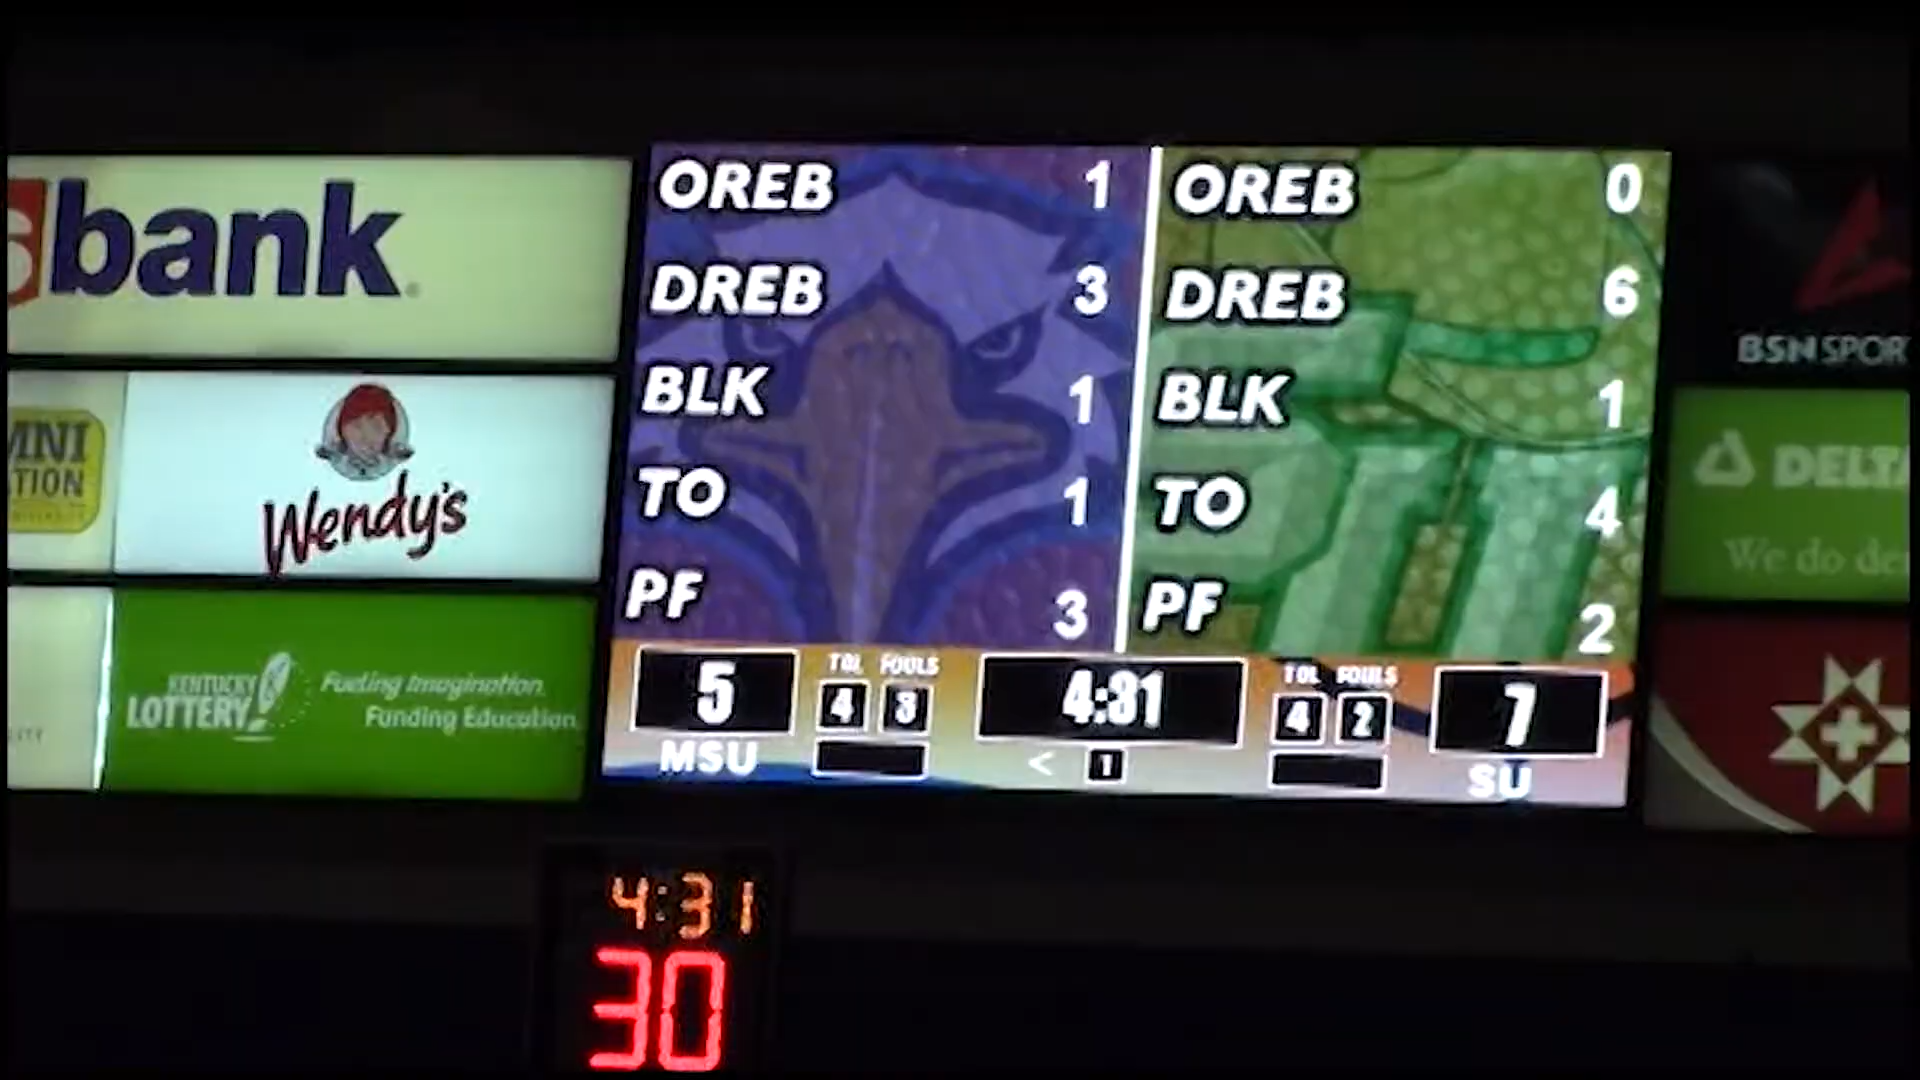 bank
MNI
TION
Wendy's
KENTUCKY
LOTTERY
Fueling Imagination.
Funding Education.
OREB 1
DREB 3
BLK 1
TO 1
PF 3
OREB 0
DREB 6
BLK 1
TO 4
PF 2
5
MSU
TOL FOULS
4 3
4:31
< 1
TOL FOULS
4 2
7
SU
BSN SPOR
DELTA
We do de
4:31
30